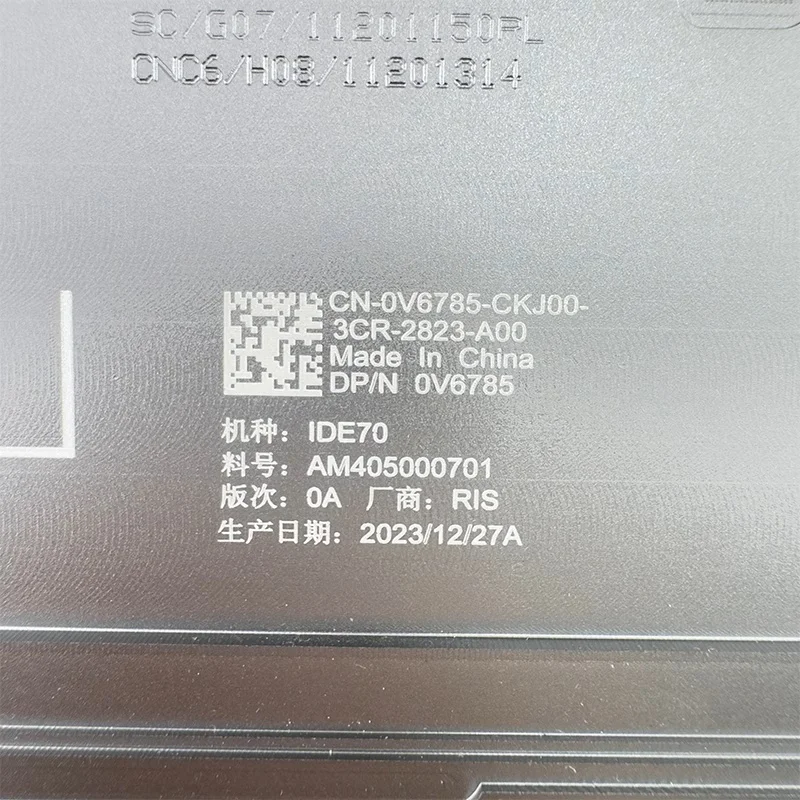 SC/G07/11201150PL
CNC6/H08/11201314
CN-0V6785-CKJ00-
3CR-2823-A00
Made In China
DP/N 0V6785
机种：IDE70
料号：AM405000701
版次：0A 厂商：RIS
生产日期：2023/12/27A